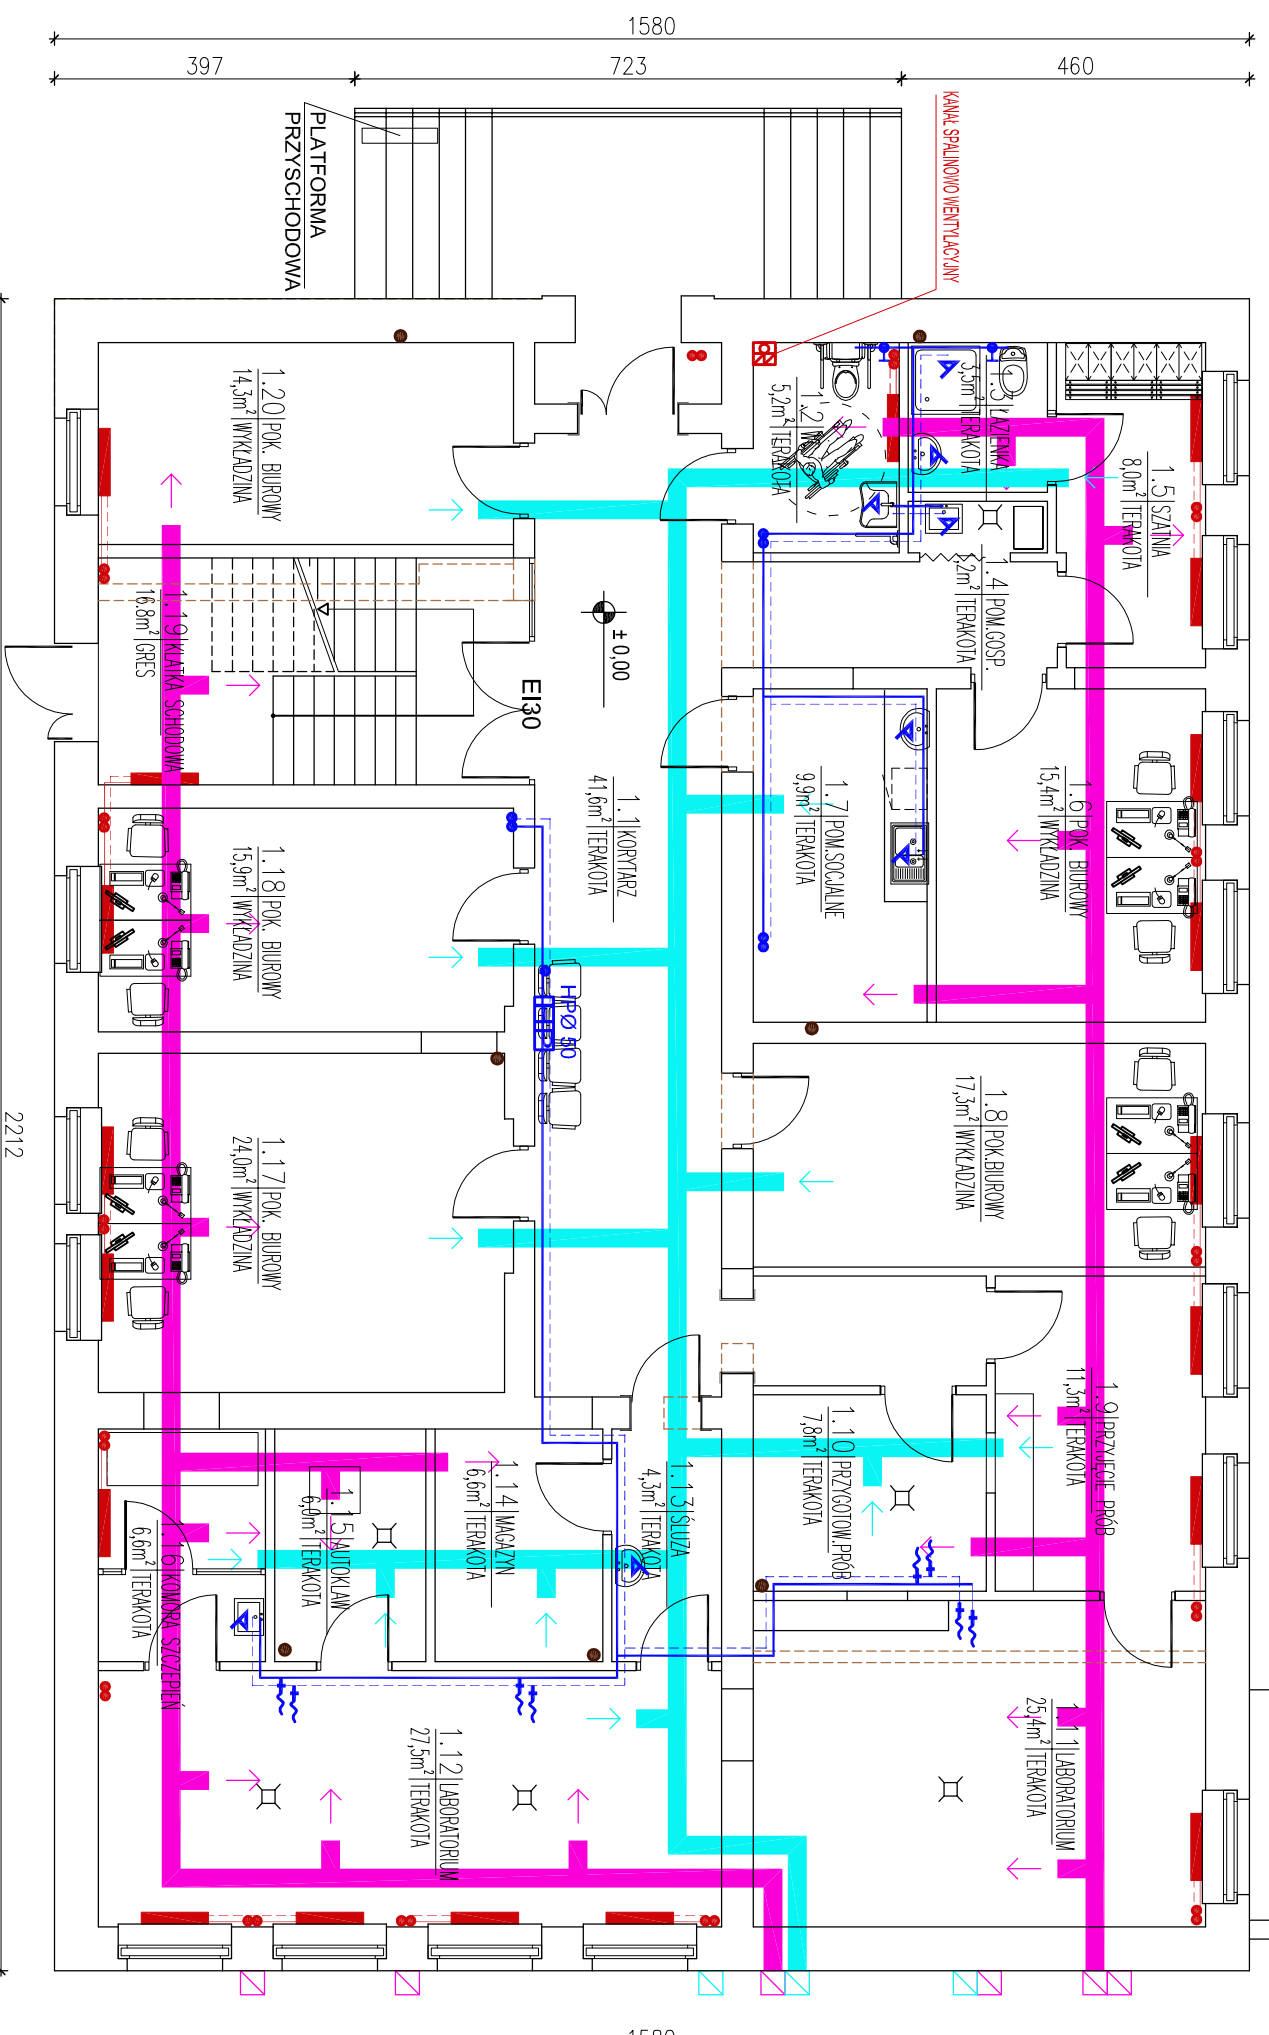 1580
397
723
460
KANAŁ SPALINOWO WENTYLACYJNY
PLATFORMA
PRZYSCHODOWA
1.20 POK. BIUROWY
14,3m² WYKŁADZINA
1.2
5,2m² TERAKOTA
1.3 ŁAZIENKA
3,5m² TERAKOTA
1.5 SZATNIA
8,0m² TERAKOTA
1.4 POM.GOSP.
TERAKOTA
±0,00
EI30
1.19 KLATKA SCHODOWA
16.8m² GRES
1.1 KORYTARZ
41,6m² TERAKOTA
1.7 POM.SOCJALNE
9,9m² TERAKOTA
1.6 POK. BIUROWY
15,4m² WYKŁADZINA
1.18 POK. BIUROWY
15,9m² WYKŁADZINA
HPØ 50
1.17 POK. BIUROWY
24,0m² WYKŁADZINA
1.8 POK.BIUROWY
17,3m² WYKŁADZINA
2212
1.9 PRZYJĘCIE PRÓB
11,3m² TERAKOTA
1.10 PRZYGOTOW.PRÓB
7,8m² TERAKOTA
1.13 ŚLUZA
4,3m² TERAKOTA
1.14 MAGAZYN
6,6m² TERAKOTA
1.15 AUTOKLAW
6,0m² TERAKOTA
1.16 KOMORA SZCZEPIEŃ
6,6m² TERAKOTA
1.12 LABORATORIUM
27,5m² TERAKOTA
1.11 LABORATORIUM
25,4m² TERAKOTA
1580